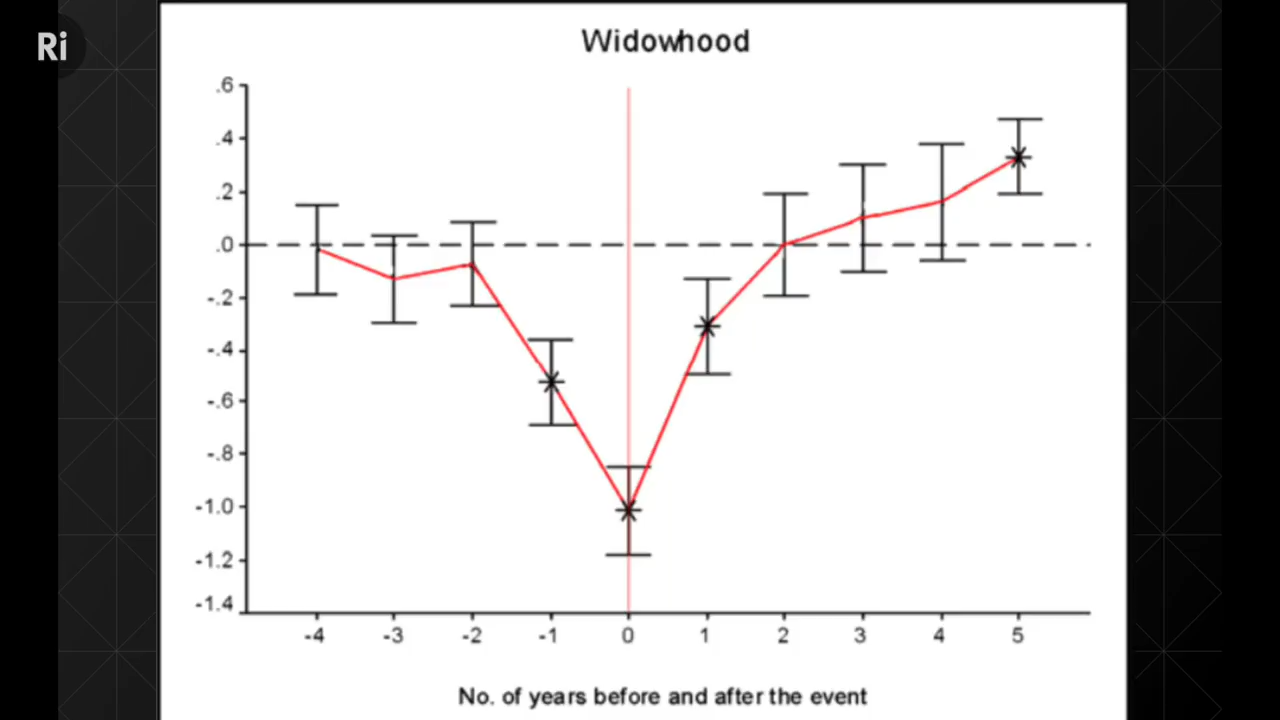 Ri
Widowhood
.6
.4
.2
.0
-.2
-.4
-.6
-.8
-1.0
-1.2
-1.4
-4 -3 -2 -1 0 1 2 3 4 5
No. of years before and after the event